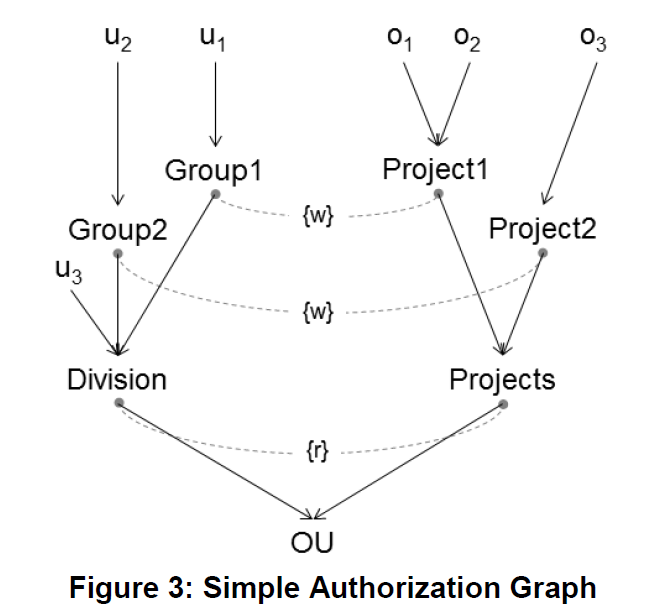 u₂ u₁ o₁ o₂ o₃
Group1 Project1
{w}
Group2 Project2
u₃
{w}
Division Projects
{r}
OU
Figure 3: Simple Authorization Graph